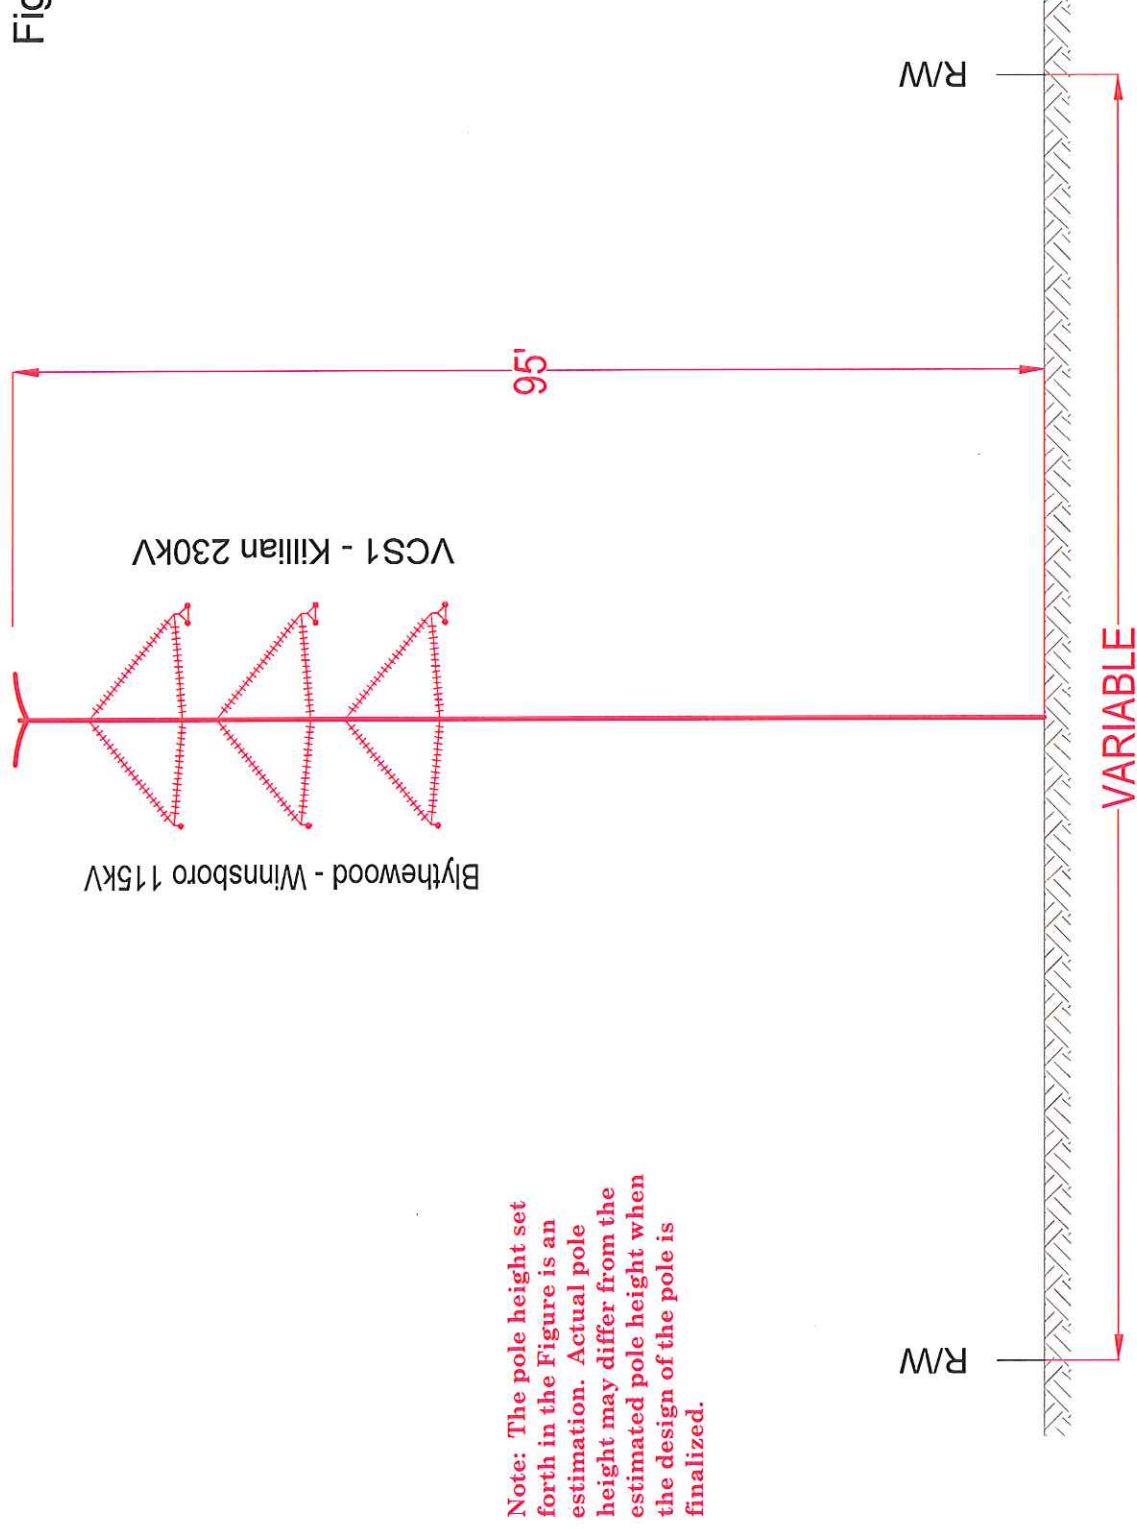 Fig
R/W
95'
VCS1 - Killian 230kV
Blythewood - Winnsboro 115kV
VARIABLE
Note: The pole height set
forth in the Figure is an
estimation. Actual pole
height may differ from the
estimated pole height when
the design of the pole is
finalized.
R/W